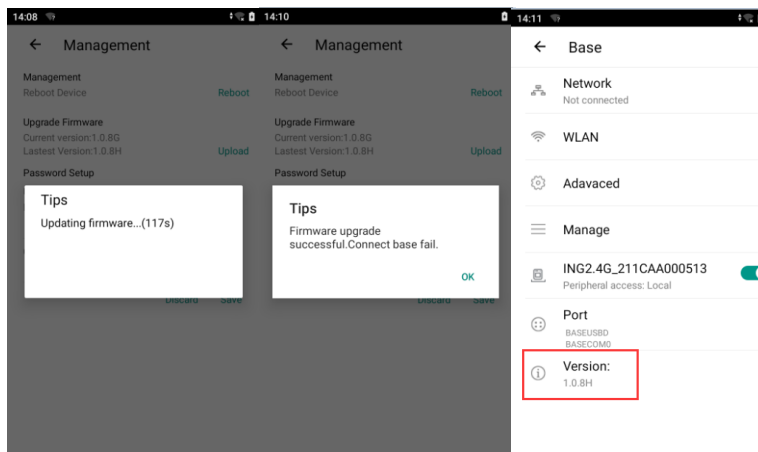 14:08
Management
Management
Reboot Device
Reboot
Upgrade Firmware
Current version:1.0.8G
Lastest Version:1.0.8H
Upload
Password Setup
Tips
Updating firmware...(117s)
Discard
Save
14:10
Management
Management
Reboot Device
Reboot
Upgrade Firmware
Current version:1.0.8G
Lastest Version:1.0.8H
Upload
Password Setup
Tips
Firmware upgrade
successful.Connect base fail.
OK
Discard
Save
14:11
Base
Network
Not connected
WLAN
Adavaced
Manage
ING2.4G_211CAA000513
Peripheral access: Local
Port
BASEUSBD
BASECOM0
Version:
1.0.8H